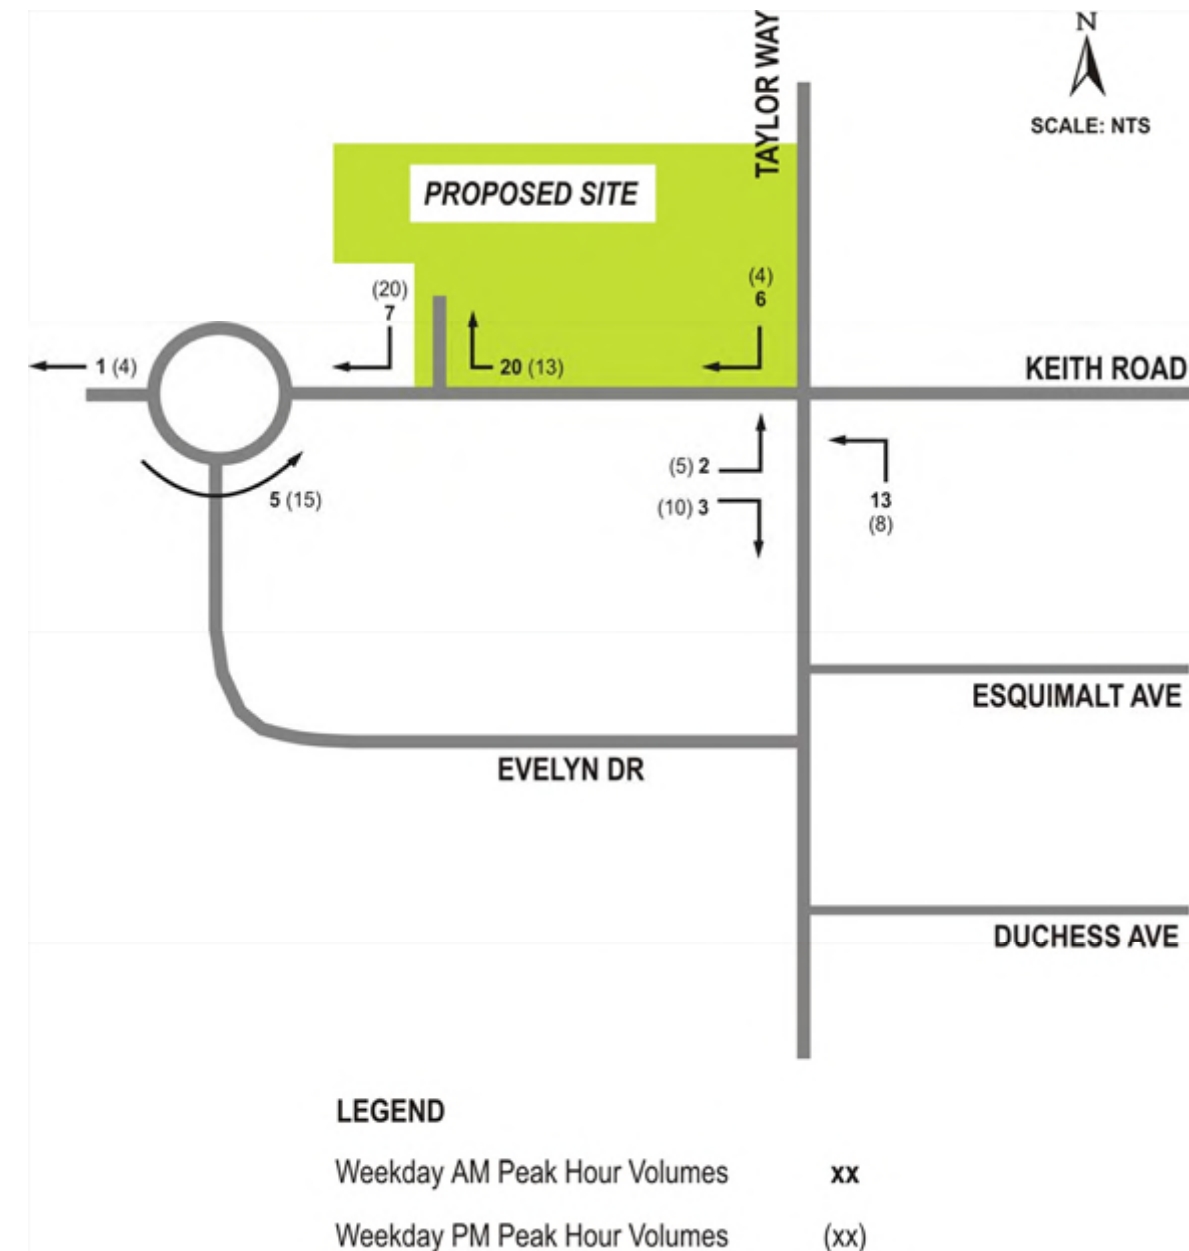 N
SCALE: NTS
TAYLOR WAY
PROPOSED SITE
(20)
7
(4)
6
1 (4)
20 (13)
KEITH ROAD
(5) 2
(10) 3
5 (15)
13
(8)
ESQUIMALT AVE
EVELYN DR
DUCHESS AVE
LEGEND
Weekday AM Peak Hour Volumes xx
Weekday PM Peak Hour Volumes (xx)